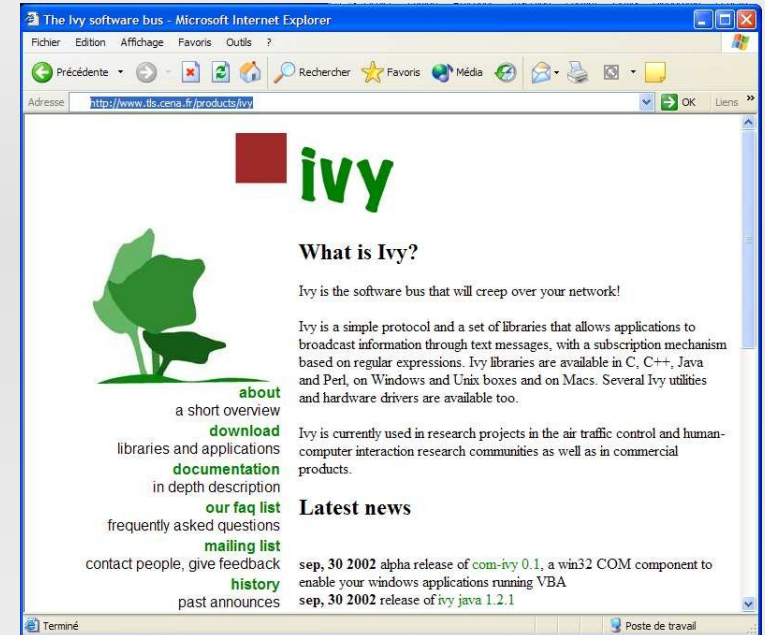 The Ivy software bus - Microsoft Internet Explorer
Fichier Edition Affichage Favoris Outils ?
Précédente Rechercher Favoris Média
Adresse http://www.tls.cena.fr/products/ivy OK Liens »
ivy
What is Ivy?
Ivy is the software bus that will creep over your network!
Ivy is a simple protocol and a set of libraries that allows applications to
broadcast information through text messages, with a subscription mechanism
based on regular expressions. Ivy libraries are available in C, C++, Java
and Perl, on Windows and Unix boxes and on Macs. Several Ivy utilities
and hardware drivers are available too.
Ivy is currently used in research projects in the air traffic control and human-
computer interaction research communities as well as in commercial
products.
Latest news
sep, 30 2002 alpha release of com-ivy 0.1, a win32 COM component to
enable your windows applications running VBA
sep, 30 2002 release of ivy java 1.2.1
about
a short overview
download
libraries and applications
documentation
in depth description
our faq list
frequently asked questions
mailing list
contact people, give feedback
history
past announces
Terminé Poste de travail